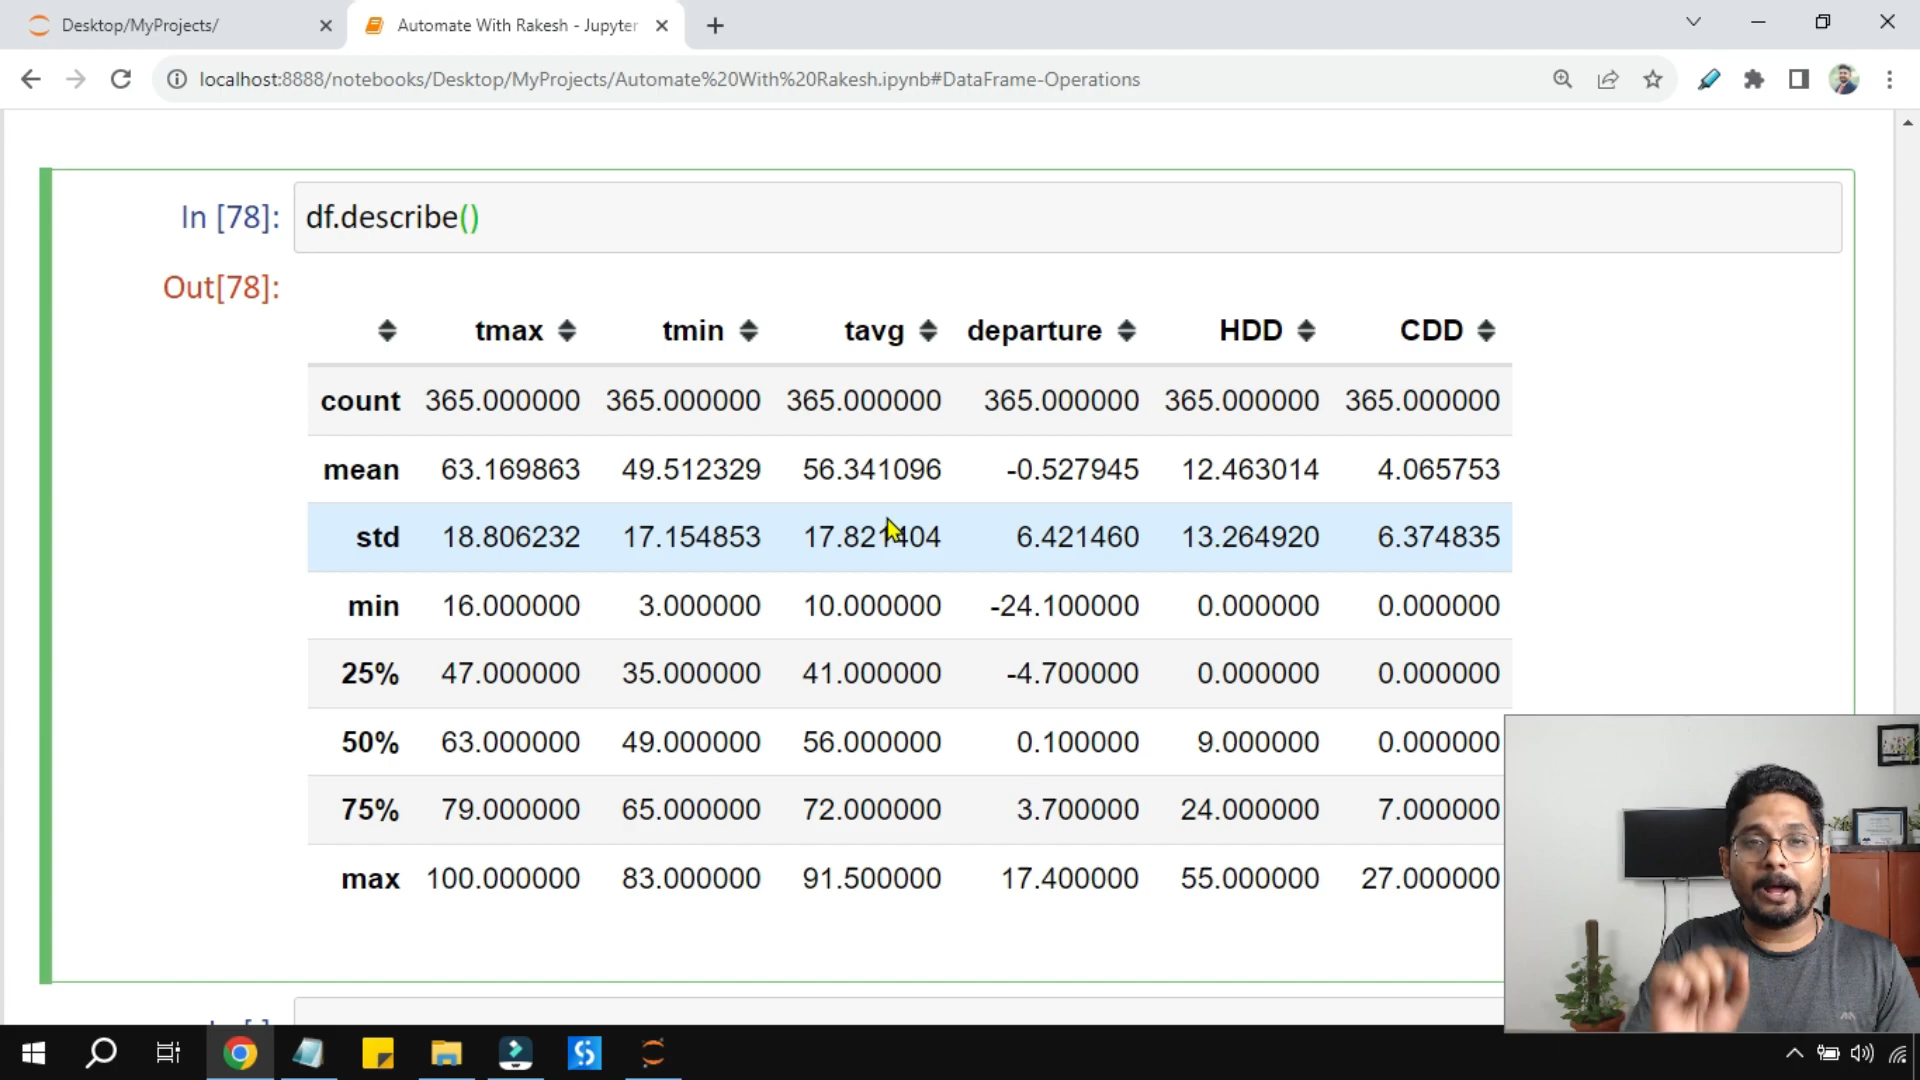 Desktop/MyProjects/
Automate With Rakesh - Jupyter
localhost:8888/notebooks/Desktop/MyProjects/Automate%20With%20Rakesh.ipynb#DataFrame-Operations
In [78]: df.describe()
Out[78]:
tmax tmin tavg departure HDD CDD
count 365.000000 365.000000 365.000000 365.000000 365.000000 365.000000
mean 63.169863 49.512329 56.341096 -0.527945 12.463014 4.065753
std 18.806232 17.154853 17.821404 6.421460 13.264920 6.374835
min 16.000000 3.000000 10.000000 -24.100000 0.000000 0.000000
25% 47.000000 35.000000 41.000000 -4.700000 0.000000 0.000000
50% 63.000000 49.000000 56.000000 0.100000 9.000000 0.000000
75% 79.000000 65.000000 72.000000 3.700000 24.000000 7.000000
max 100.000000 83.000000 91.500000 17.400000 55.000000 27.000000